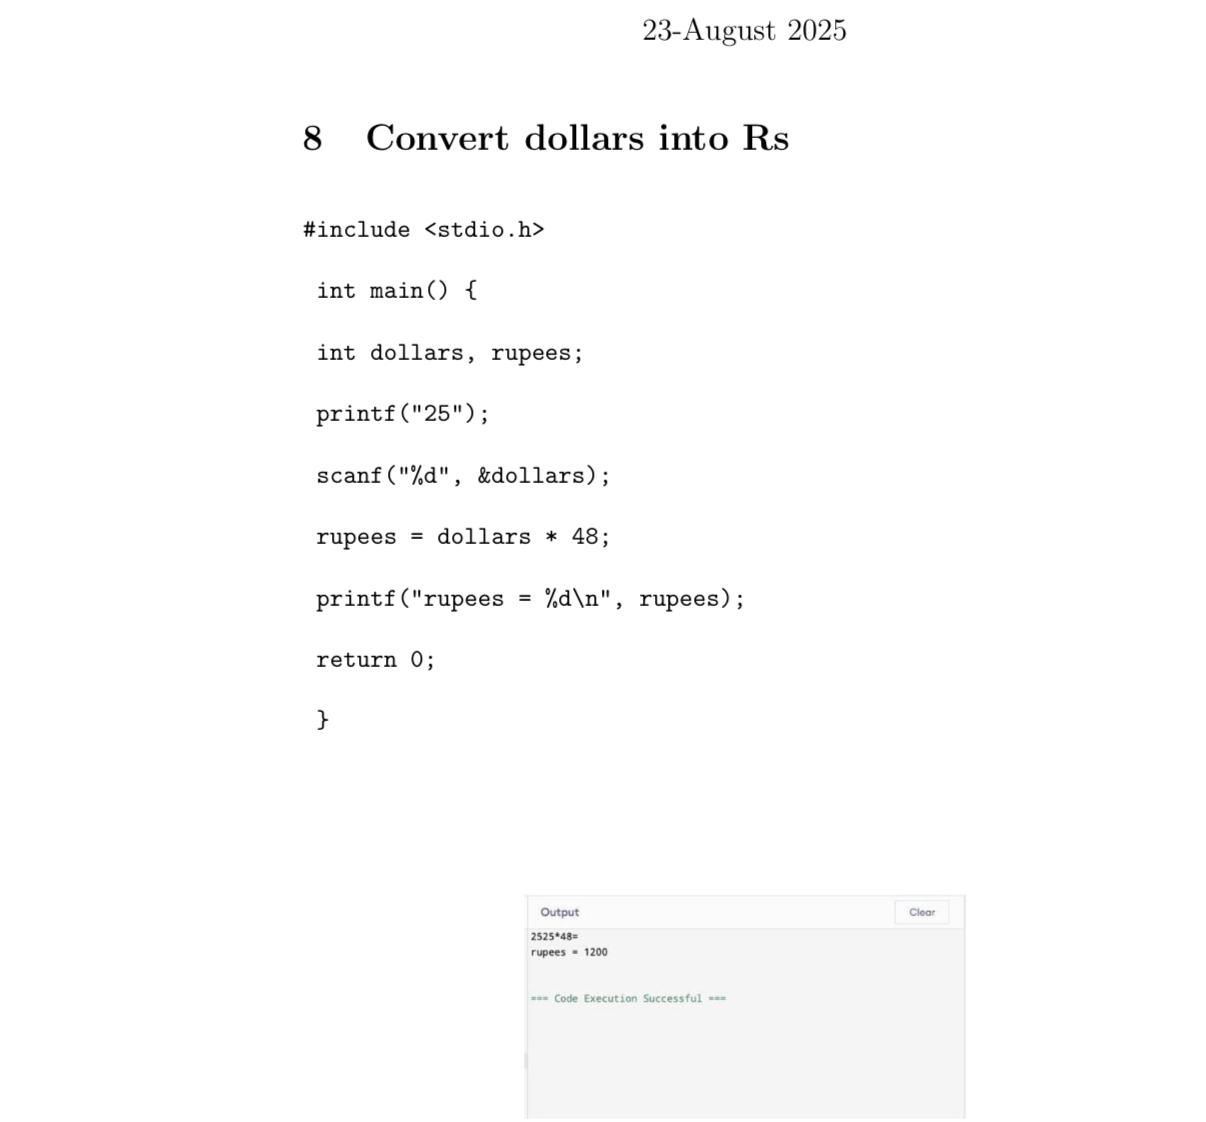 23-August 2025
8 Convert dollars into Rs
#include <stdio.h>
int main() {
int dollars, rupees;
printf("25");
scanf("%d", &dollars);
rupees = dollars * 48;
printf("rupees = %d\n", rupees);
return 0;
}
Output Clear
2525*48=
rupees = 1200
=== Code Execution Successful ===